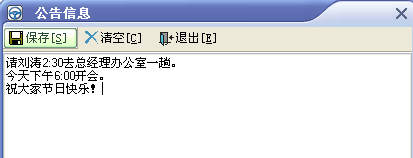 公告信息
保存[S] 清空[C] 退出[E]
请刘涛2:30去总经理办公室一趟。
今天下午6:00开会。
祝大家节日快乐！